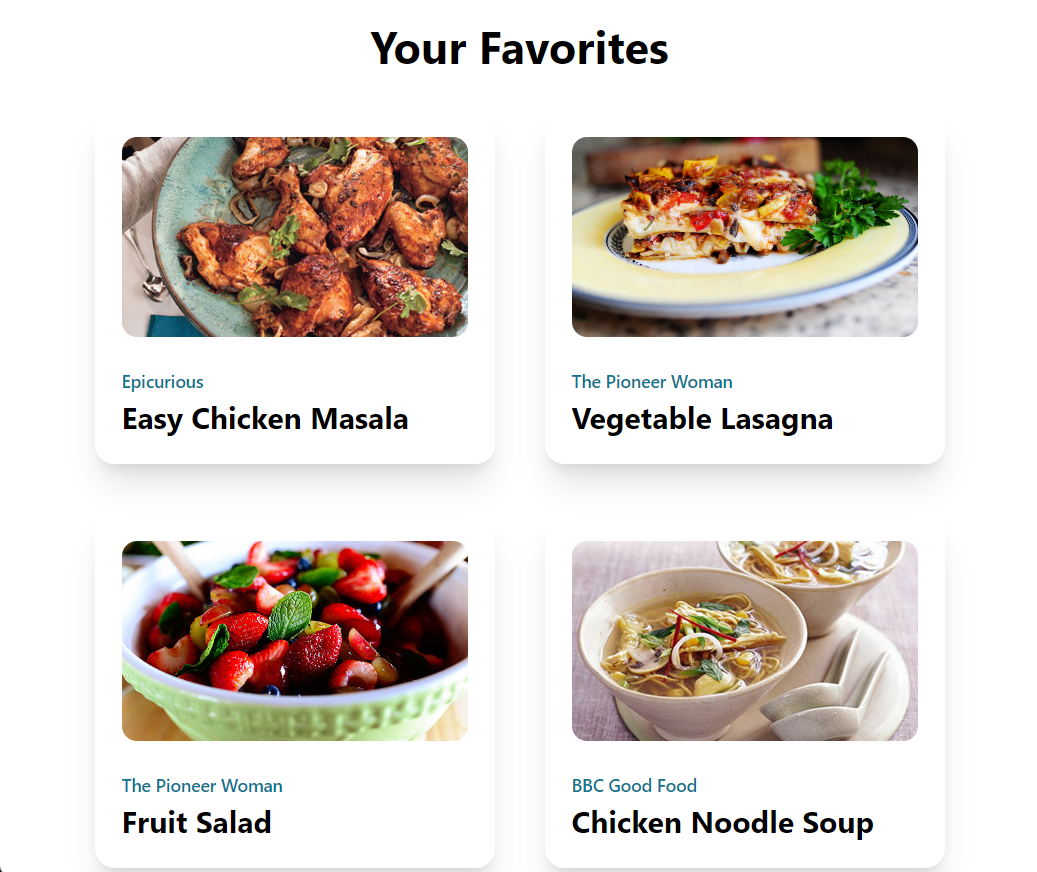 Your Favorites
Epicurious
Easy Chicken Masala
The Pioneer Woman
Vegetable Lasagna
The Pioneer Woman
Fruit Salad
BBC Good Food
Chicken Noodle Soup